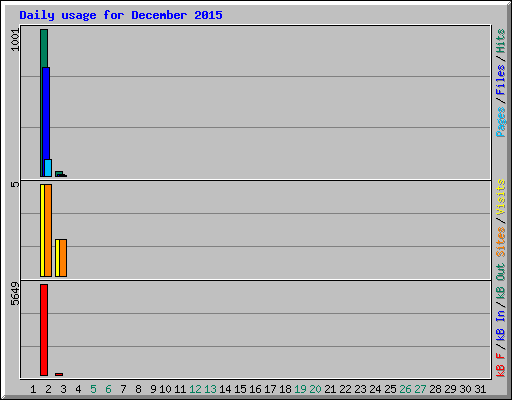 Daily usage for December 2015
1001
5
5649
Pages / Files / Hits
Sites / Visits
kB F / kB In / kB Out
1 2 3 4 5 6 7 8 9 10 11 12 13 14 15 16 17 18 19 20 21 22 23 24 25 26 27 28 29 30 31